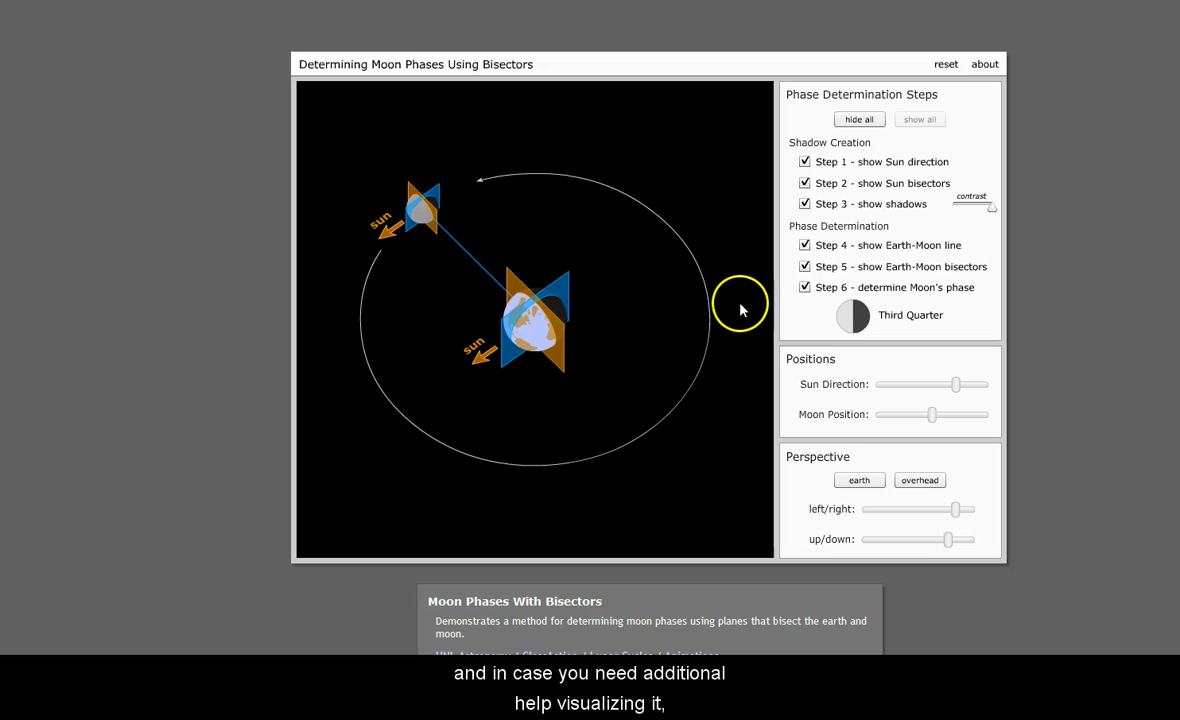 Determining Moon Phases Using Bisectors
reset about
sun
sun
Phase Determination Steps
hide all show all
Shadow Creation
Step 1 - show Sun direction
Step 2 - show Sun bisectors
contrast
Step 3 - show shadows
Phase Determination
Step 4 - show Earth-Moon line
Step 5 - show Earth-Moon bisectors
Step 6 - determine Moon's phase
Third Quarter
Positions
Sun Direction:
Moon Position:
Perspective
earth overhead
left/right:
up/down:
Moon Phases With Bisectors
Demonstrates a method for determining moon phases using planes that bisect the earth and
moon.
and in case you need additional
help visualizing it,